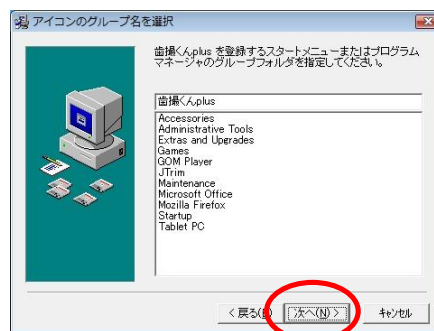 アイコンのグループ名を選択
歯撮くんplus を登録するスタートメニューまたはプログラム
マネージャのグループフォルダを指定してください。
歯撮くんplus
Accessories
Administrative Tools
Extras and Upgrades
Games
GOM Player
JTrim
Maintenance
Microsoft Office
Mozilla Firefox
Startup
Tablet PC
< 戻る(B) 次へ(N) > キャンセル